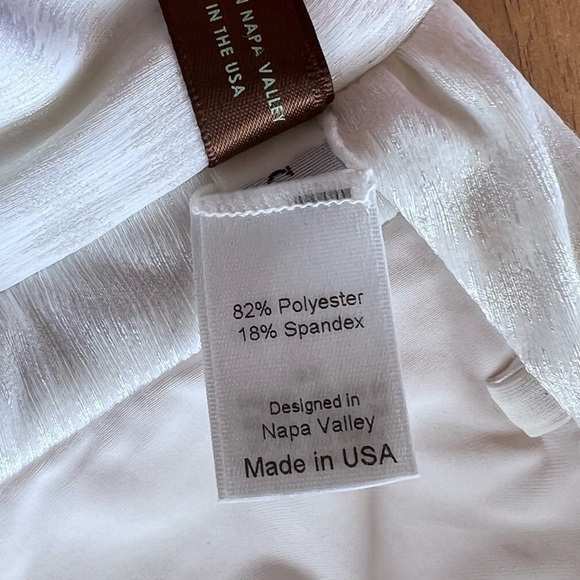 N NAPA VALLEY
IN THE USA
82% Polyester
18% Spandex
Designed in
Napa Valley
Made in USA